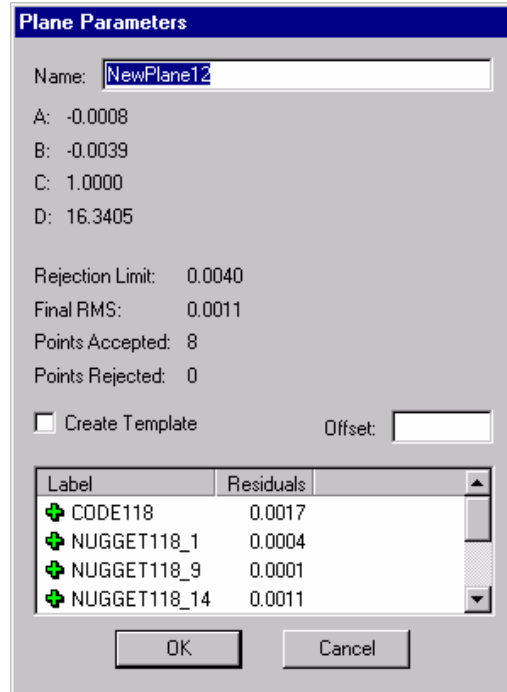 Plane Parameters
Name: NewPlane12
A: -0.0008
B: -0.0039
C: 1.0000
D: 16.3405
Rejection Limit: 0.0040
Final RMS: 0.0011
Points Accepted: 8
Points Rejected: 0
Create Template Offset:
Label Residuals
CODE118 0.0017
NUGGET118_1 0.0004
NUGGET118_9 0.0001
NUGGET118_14 0.0011
OK Cancel